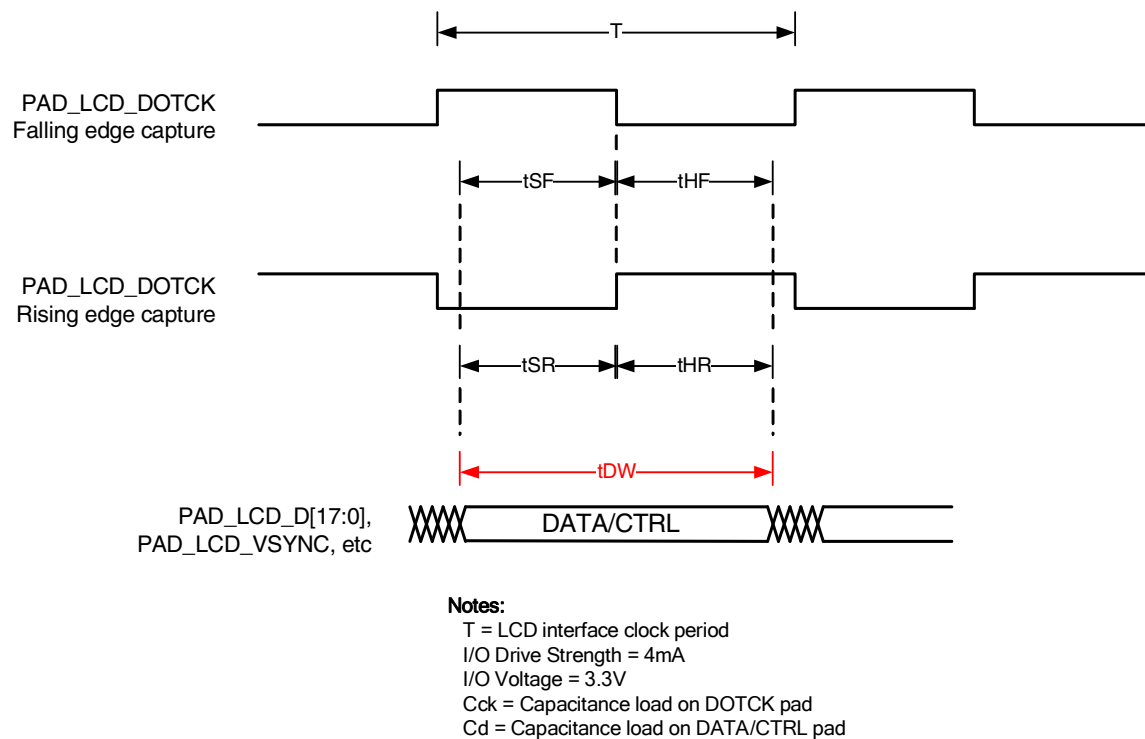 T
PAD_LCD_DOTCK
Falling edge capture
tSF
tHF
PAD_LCD_DOTCK
Rising edge capture
tSR
tHR
tDW
PAD_LCD_D[17:0],
PAD_LCD_VSYNC, etc
DATA/CTRL
Notes:
T = LCD interface clock period
I/O Drive Strength = 4mA
I/O Voltage = 3.3V
Cck = Capacitance load on DOTCK pad
Cd = Capacitance load on DATA/CTRL pad